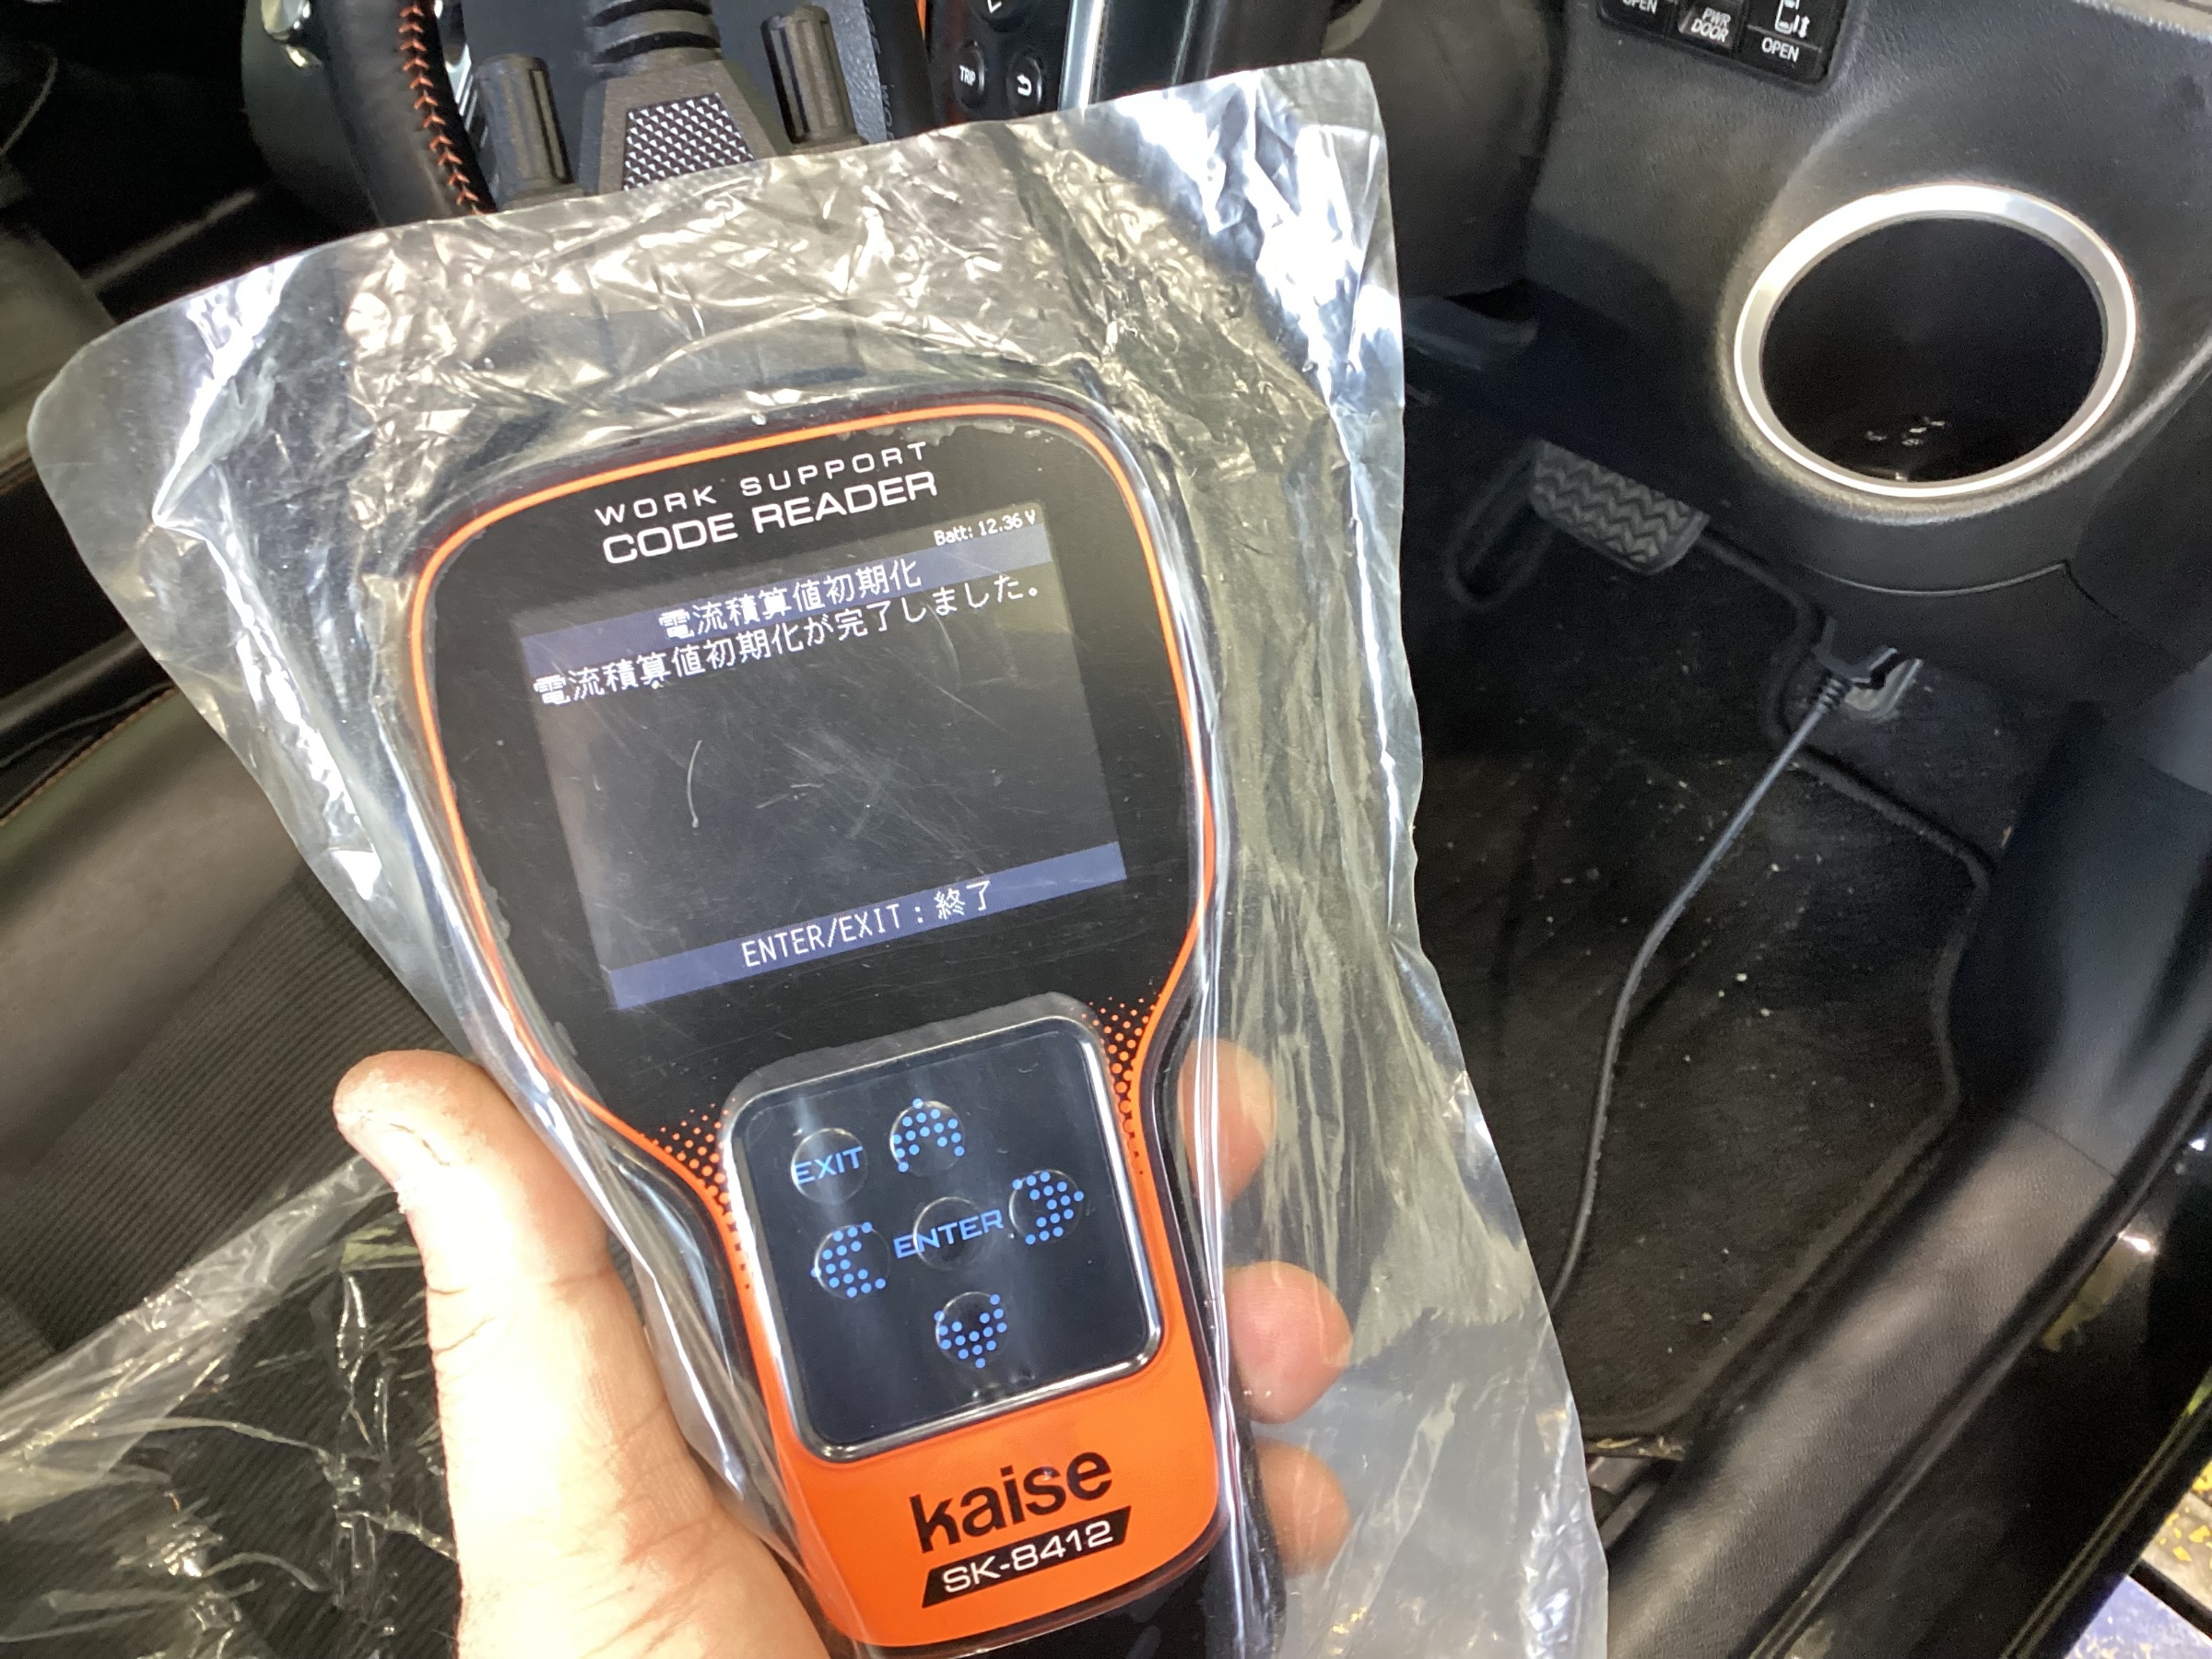 TRIP
OPEN
PWR
DOOR
OPEN
WORK SUPPORT
CODE READER
Batt: 12.36 V
電流積算値初期化
電流積算値初期化が完了しました。
ENTER/EXIT：終了
EXIT
ENTER
kaise
SK-8412